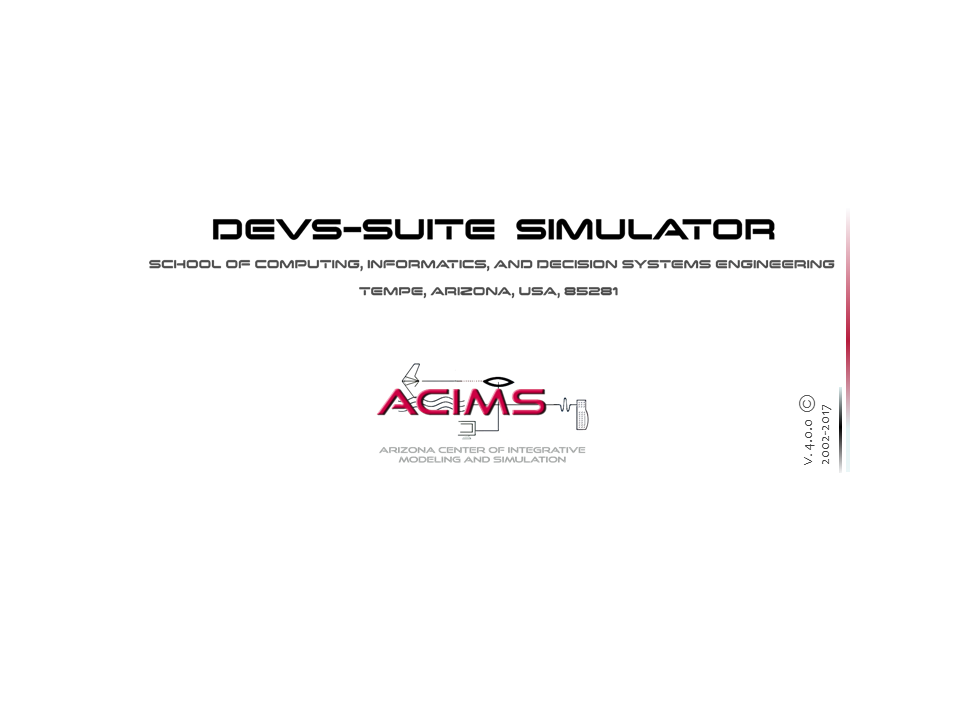 DEVS-SUITE SIMULATOR
SCHOOL OF COMPUTING, INFORMATICS, AND DECISION SYSTEMS ENGINEERING
TEMPE, ARIZONA, USA, 85281
ACIMS
ARIZONA CENTER OF INTEGRATIVE
MODELING AND SIMULATION
V. 4.0.0 ©
2002-2017